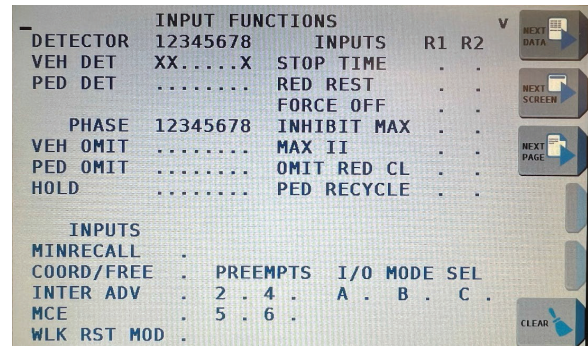 INPUT FUNCTIONS v
DETECTOR 12345678 INPUTS R1 R2
VEH DET XX.....X STOP TIME . .
PED DET ........ RED REST . .
FORCE OFF . .
PHASE 12345678 INHIBIT MAX . .
VEH OMIT ........ MAX II . .
PED OMIT ........ OMIT RED CL . .
HOLD ........ PED RECYCLE . .
INPUTS
MINRECALL .
COORD/FREE . PREEMPTS I/O MODE SEL
INTER ADV . 2 . 4 . A . B . C .
MCE . 5 . 6 .
WLK RST MOD .
NEXT DATA
NEXT SCREEN
NEXT PAGE
CLEAR